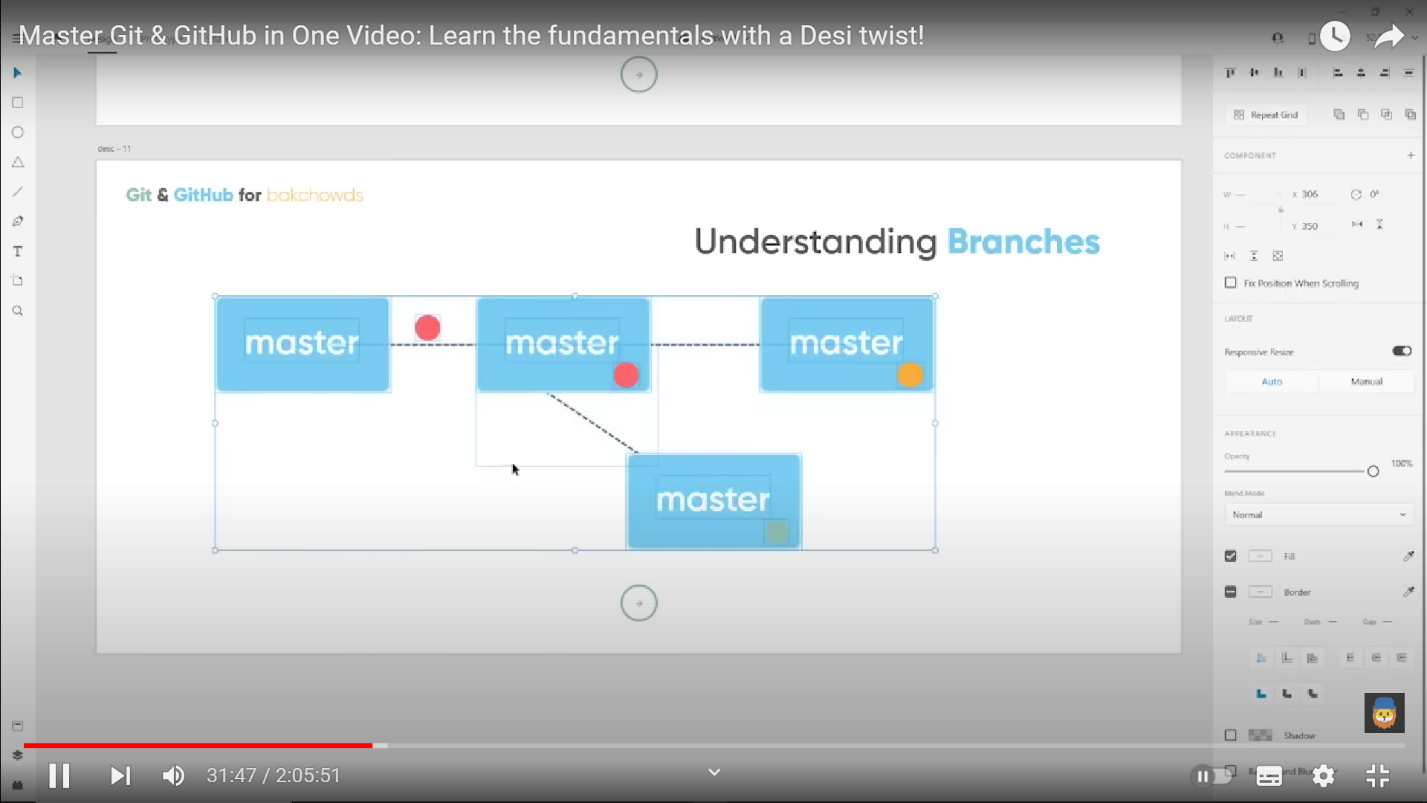 Master Git & GitHub in One Video: Learn the fundamentals with a Desi twist!
Repeat Grid
desc – 11
COMPONENT
Git & GitHub for bakchowds
W
X 306
0°
H
Y 350
Understanding Branches
Fix Position When Scrolling
LAYOUT
master
master
master
Responsive Resize
Auto
Manual
APPEARANCE
Opacity
100%
master
Blend Mode
Normal
Fill
Border
Size
Dash
Gap
Shadow
31:47 / 2:05:51